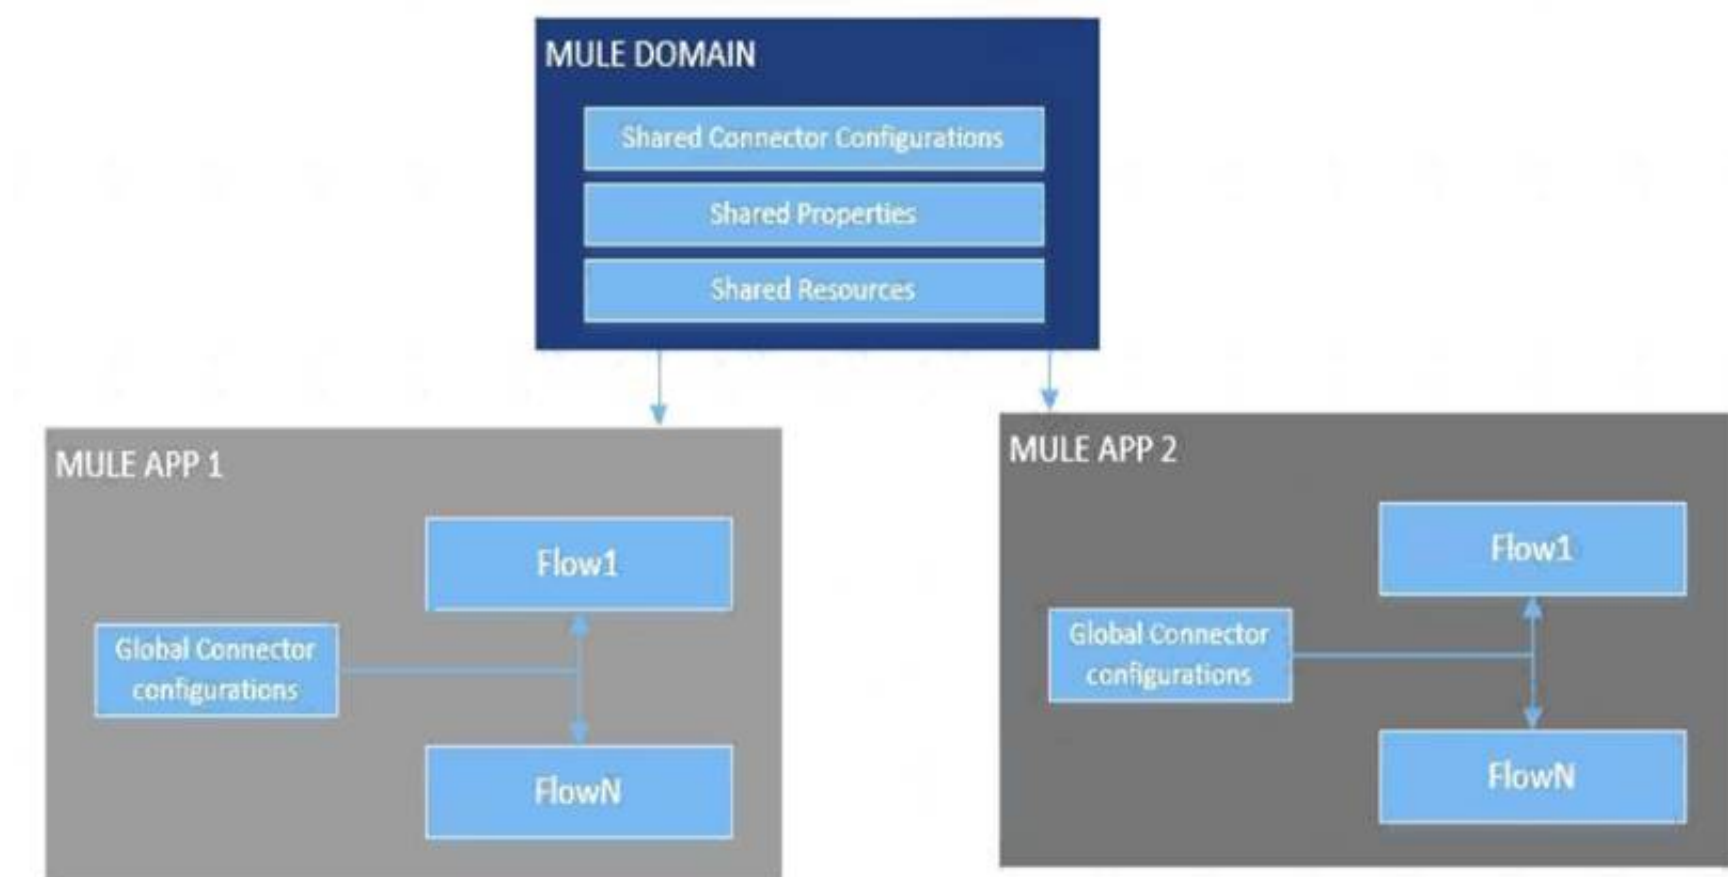 MULE DOMAIN
Shared Connector Configurations
Shared Properties
Shared Resources
MULE APP 1
Flow1
Global Connector
configurations
FlowN
MULE APP 2
Flow1
Global Connector
configurations
FlowN